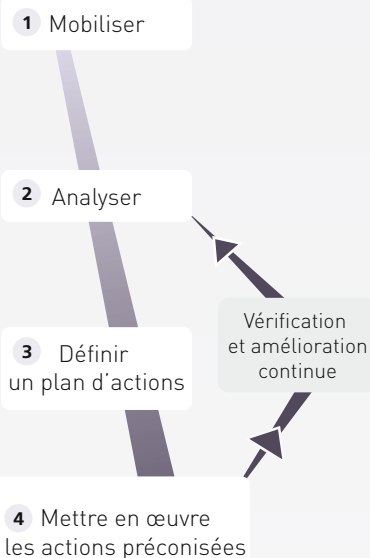 1 Mobiliser
2 Analyser
3 Définir
un plan d’actions
Vérification
et amélioration
continue
4 Mettre en œuvre
les actions préconisées